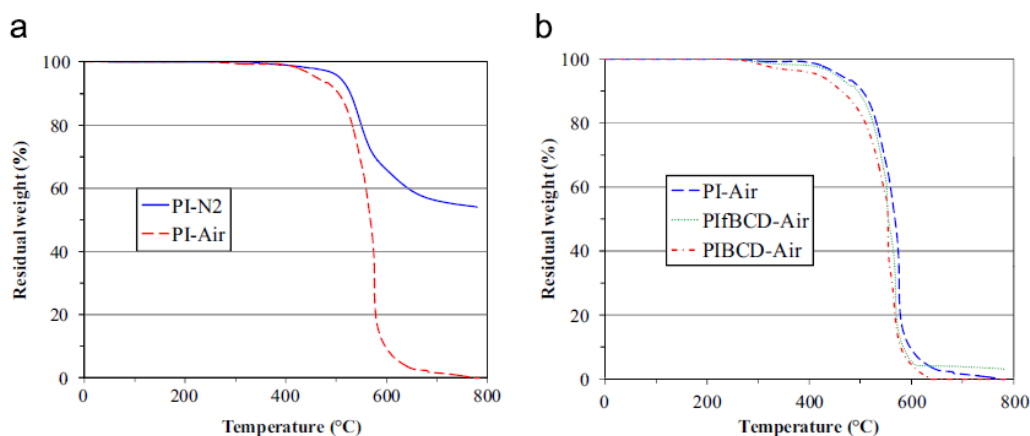 a
100
80
60
40
20
0
0 200 400 600 800
Residual weight (%)
Temperature (°C)
PI-N2
PI-Air
b
100
80
60
40
20
0
0 200 400 600 800
Residual weight (%)
Temperature (°C)
PI-Air
PIfBCD-Air
PIBCD-Air